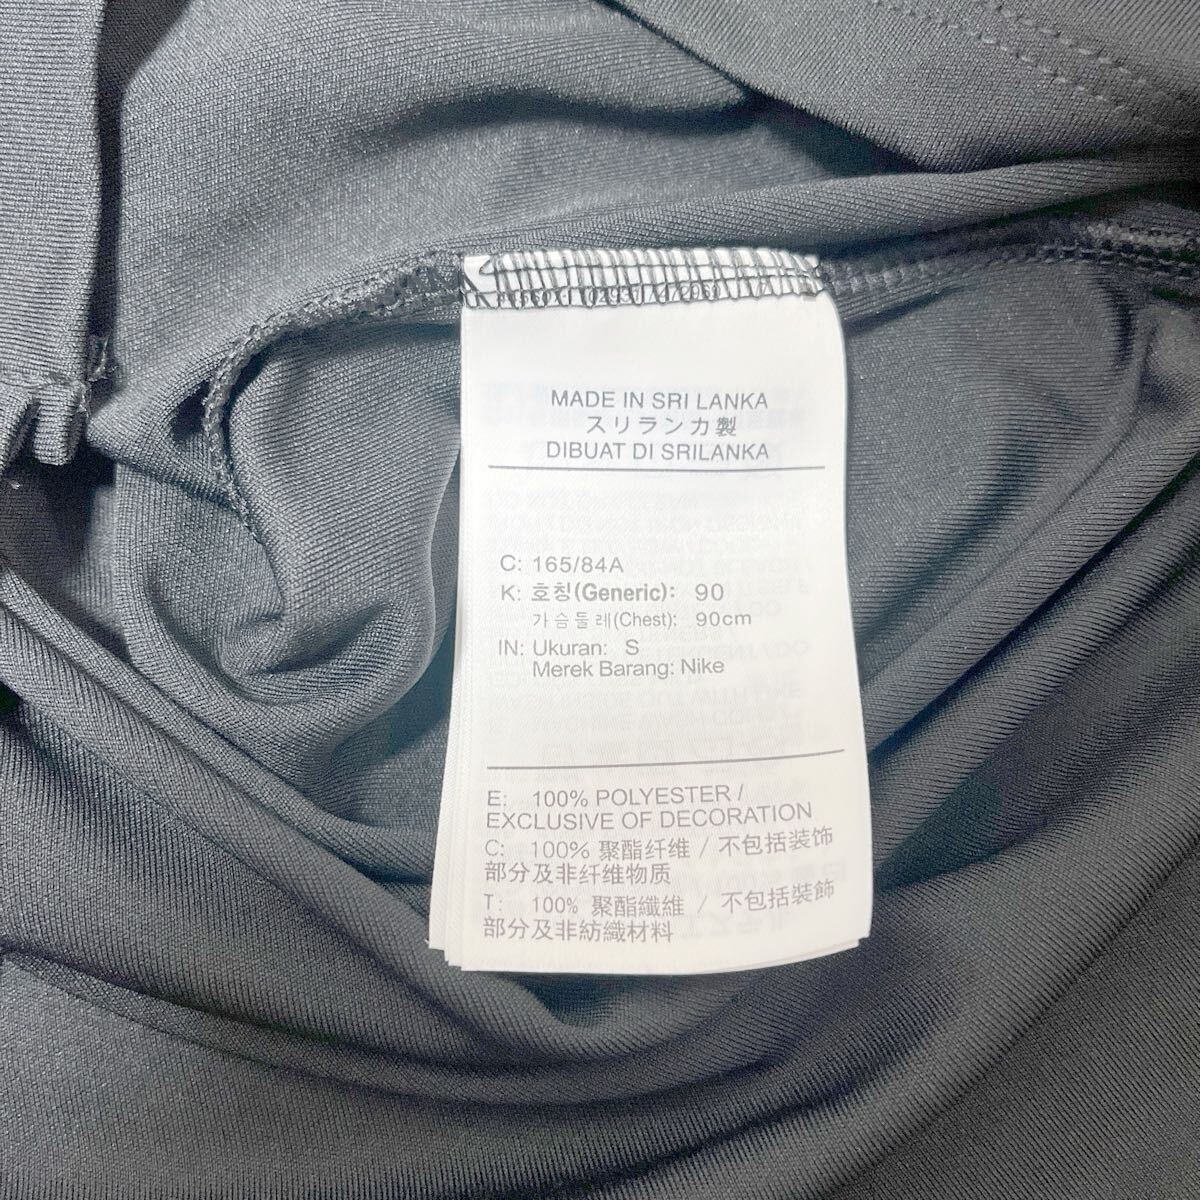 MADE IN SRI LANKA
スリランカ製
DIBUAT DI SRILANKA
C: 165/84A
K: 호칭(Generic): 90
가슴둘레(Chest): 90cm
IN: Ukuran: S
Merek Barang: Nike
E: 100% POLYESTER /
EXCLUSIVE OF DECORATION
C: 100% 聚酯纤维 / 不包括装饰
部分及非纤维物质
T: 100% 聚酯纖維 / 不包括裝飾
部分及非紡織材料